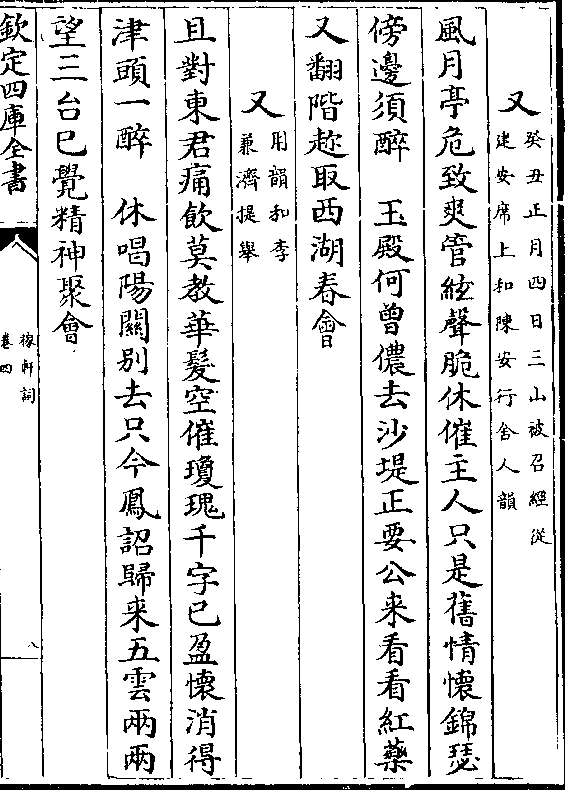 又 癸丑正月四日三山被召經從
建安席上和陳安行舍人韻
風月亭危致爽管絃聲脆休催主人只是舊情懷錦瑟
傍邊須醉　玉殿何曾儂去沙堤正要公来看看紅藥
又翻階趂取西湖春會
又 用韻和李
兼濟提舉
且對東君痛飲莫教華髮空催瓊瑰千字已盈懷消得
津頭一醉　休唱陽關别去只今鳳詔歸来五雲兩兩
望三台已覺精神聚會
欽定四庫全書
稼軒詞
卷四
八